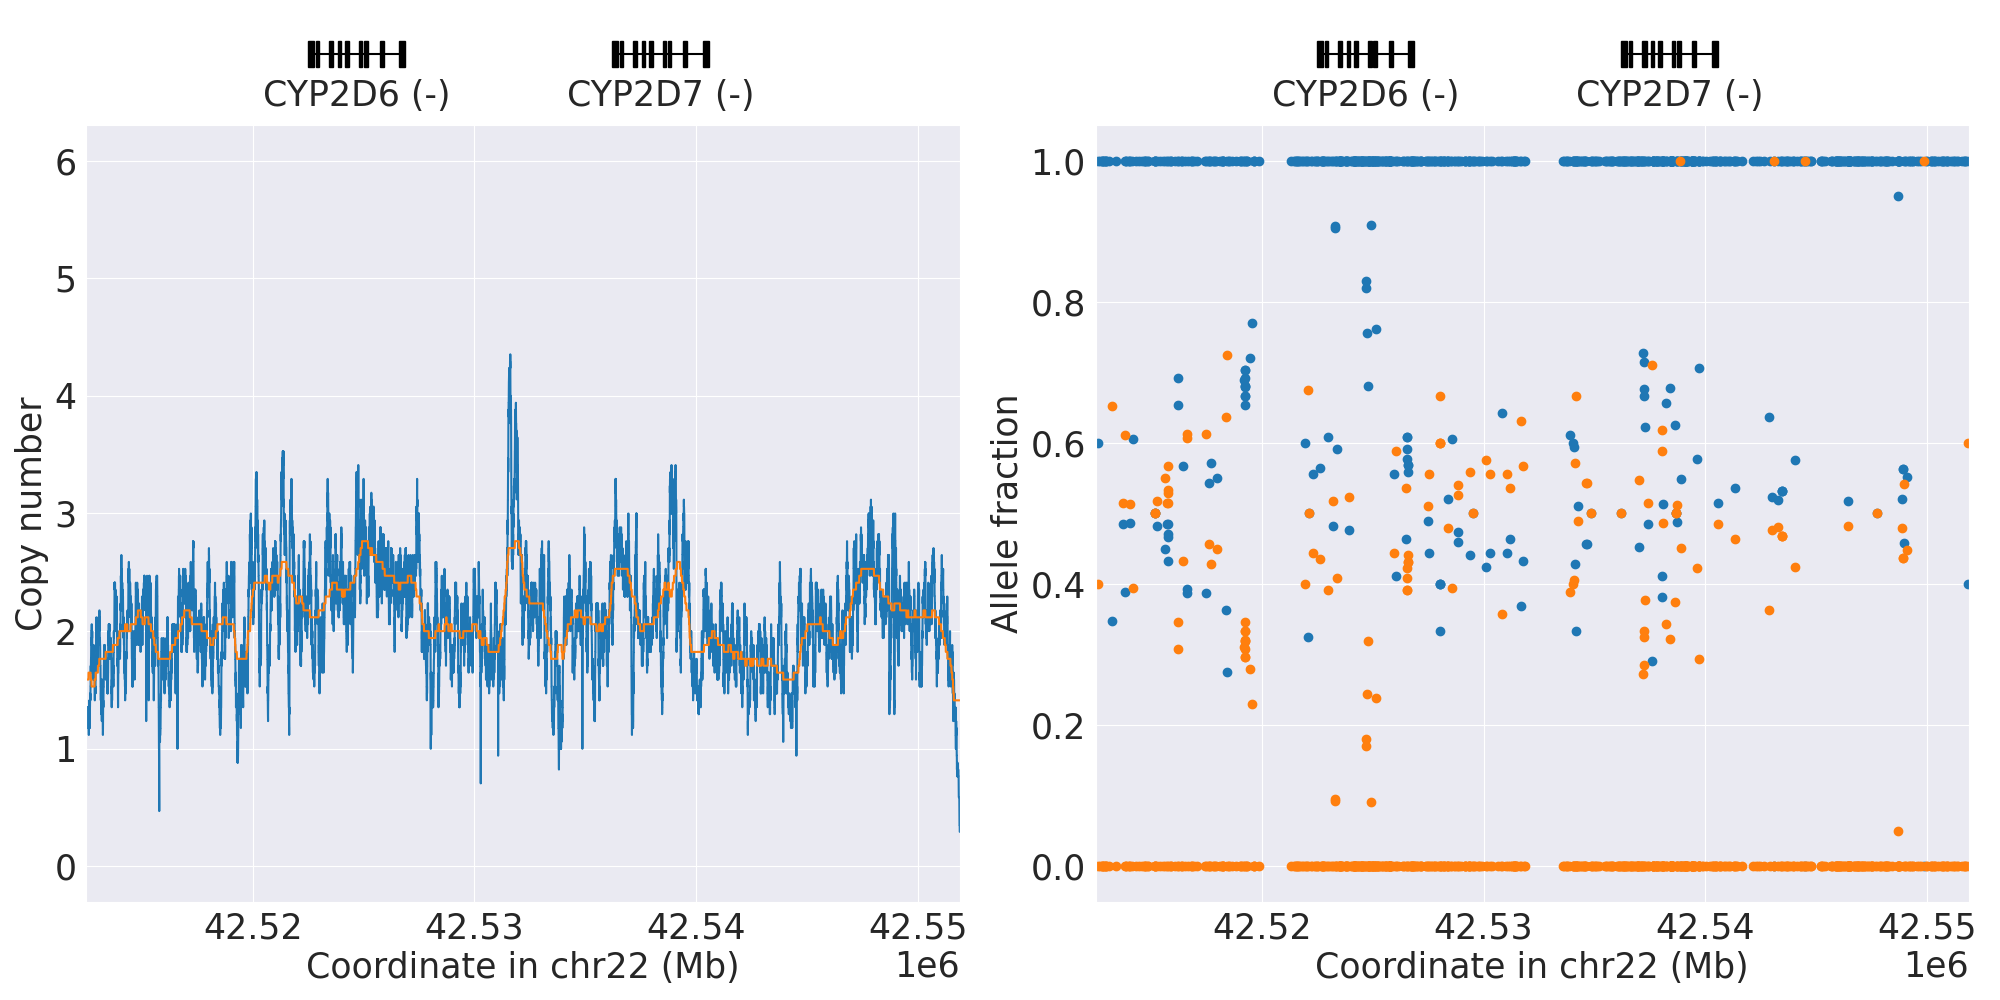 CYP2D6 (-) CYP2D7 (-)
6
5
4
3
2
1
0
Copy number
42.52 42.53 42.54 42.55
Coordinate in chr22 (Mb) 1e6
CYP2D6 (-) CYP2D7 (-)
1.0
0.8
0.6
0.4
0.2
0.0
Allele fraction
42.52 42.53 42.54 42.55
Coordinate in chr22 (Mb) 1e6